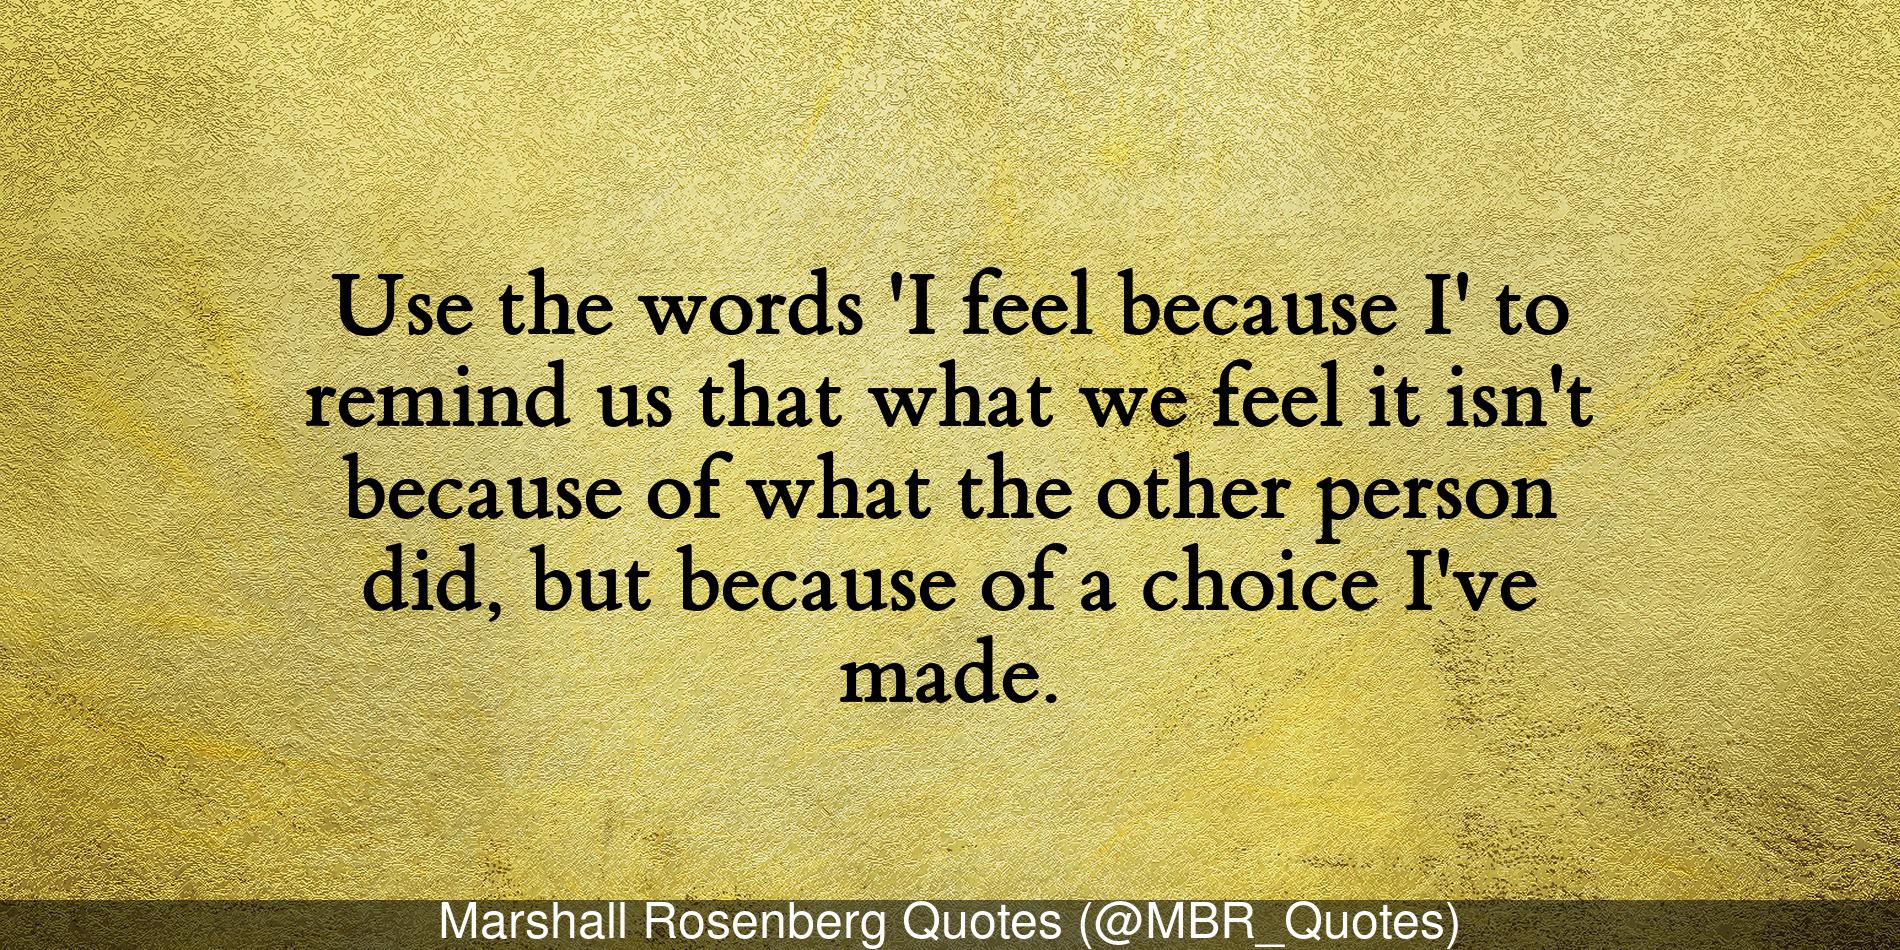 Use the words 'I feel because I' to
remind us that what we feel it isn't
because of what the other person
did, but because of a choice I've
made.
Marshall Rosenberg Quotes (@MBR_Quotes)